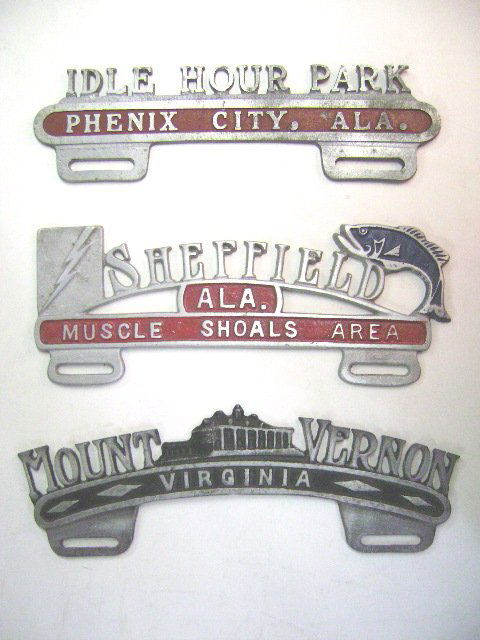 IDLE HOUR PARK
PHENIX CITY, ALA.
SHEFFIELD
ALA.
MUSCLE SHOALS AREA
MOUNT VERNON
VIRGINIA